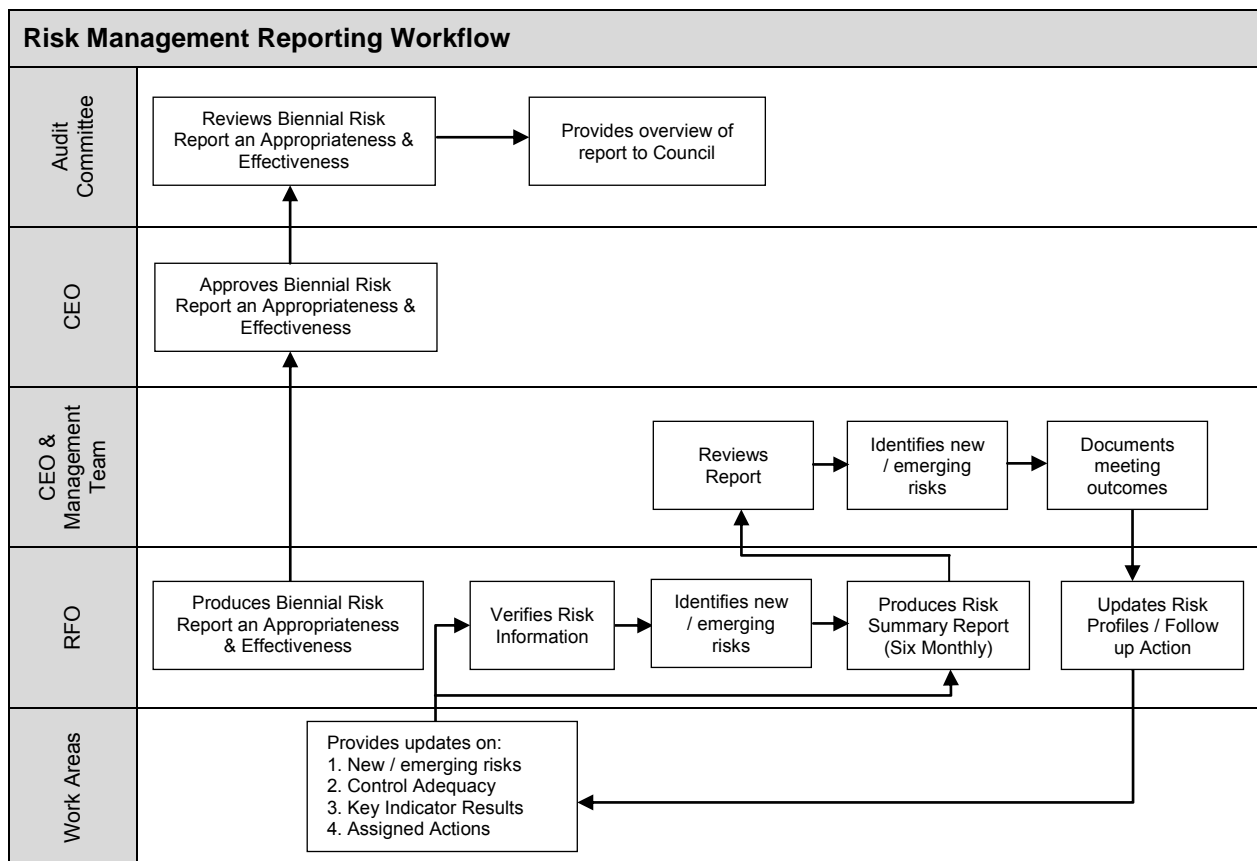 Risk Management Reporting Workflow
Audit
Committee
Reviews Biennial Risk
Report an Appropriateness &
Effectiveness
Provides overview of
report to Council
CEO
Approves Biennial Risk
Report an Appropriateness &
Effectiveness
CEO &
Management
Team
Reviews
Report
Identifies new
/ emerging
risks
Documents
meeting
outcomes
RFO
Produces Biennial Risk
Report an Appropriateness
& Effectiveness
Verifies Risk
Information
Identifies new
/ emerging
risks
Produces Risk
Summary Report
(Six Monthly)
Updates Risk
Profiles / Follow
up Action
Work Areas
Provides updates on:
1. New / emerging risks
2. Control Adequacy
3. Key Indicator Results
4. Assigned Actions